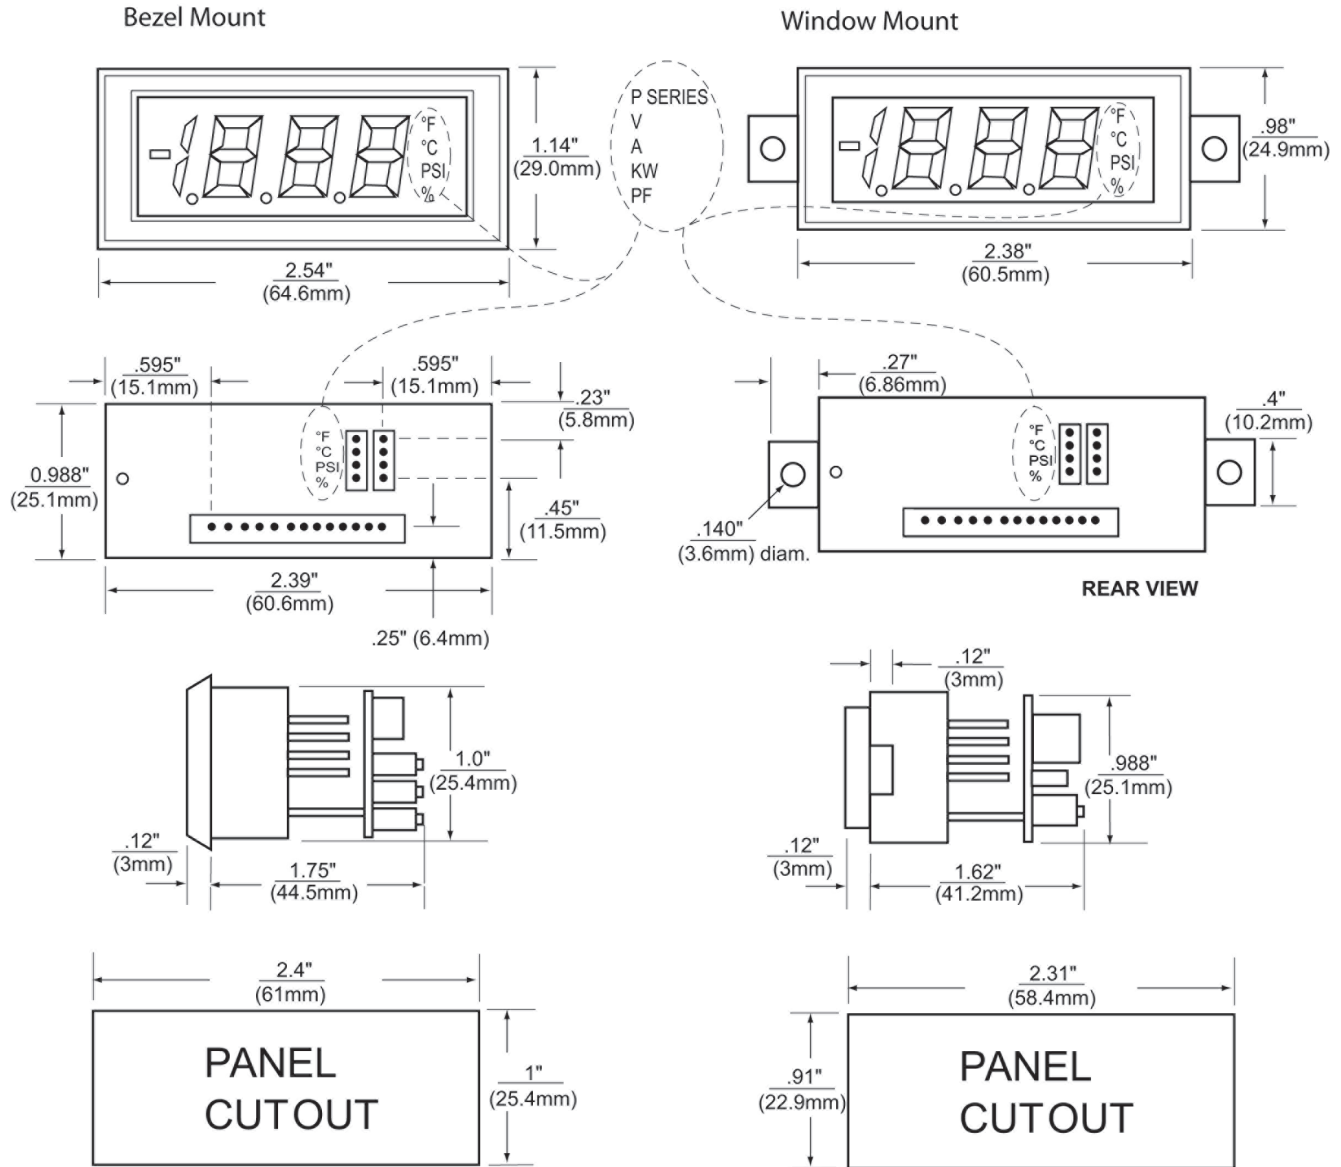 Bezel Mount
Window Mount
P SERIES
V
A
KW
PF
°F
°C
PSI
%
1.14"
(29.0mm)
2.54"
(64.6mm)
°F
°C
PSI
%
.98"
(24.9mm)
2.38"
(60.5mm)
.595"
(15.1mm)
.595"
(15.1mm)
.23"
(5.8mm)
0.988"
(25.1mm)
°F
°C
PSI
%
.45"
(11.5mm)
2.39"
(60.6mm)
.25" (6.4mm)
.27"
(6.86mm)
.4"
(10.2mm)
°F
°C
PSI
%
.140"
(3.6mm) diam.
REAR VIEW
1.0"
(25.4mm)
.12"
(3mm)
1.75"
(44.5mm)
.12"
(3mm)
.988"
(25.1mm)
.12"
(3mm)
1.62"
(41.2mm)
2.4"
(61mm)
PANEL
CUTOUT
1"
(25.4mm)
2.31"
(58.4mm)
.91"
(22.9mm)
PANEL
CUTOUT